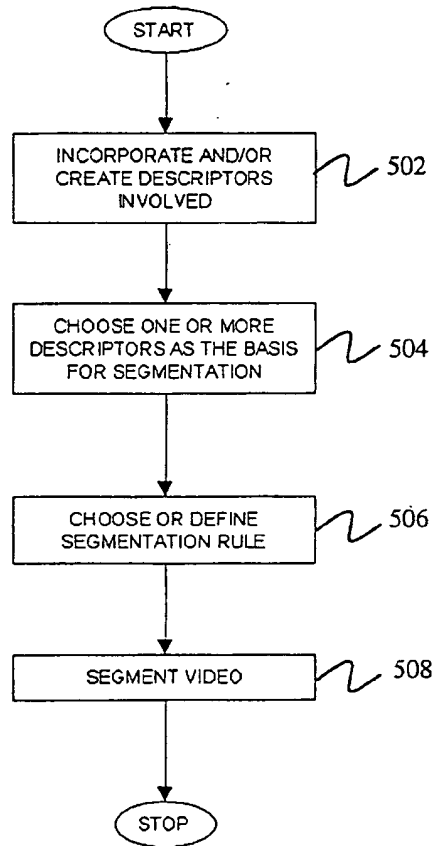 START
INCORPORATE AND/OR
CREATE DESCRIPTORS
INVOLVED
502
CHOOSE ONE OR MORE
DESCRIPTORS AS THE BASIS
FOR SEGMENTATION
504
CHOOSE OR DEFINE
SEGMENTATION RULE
506
SEGMENT VIDEO
508
STOP